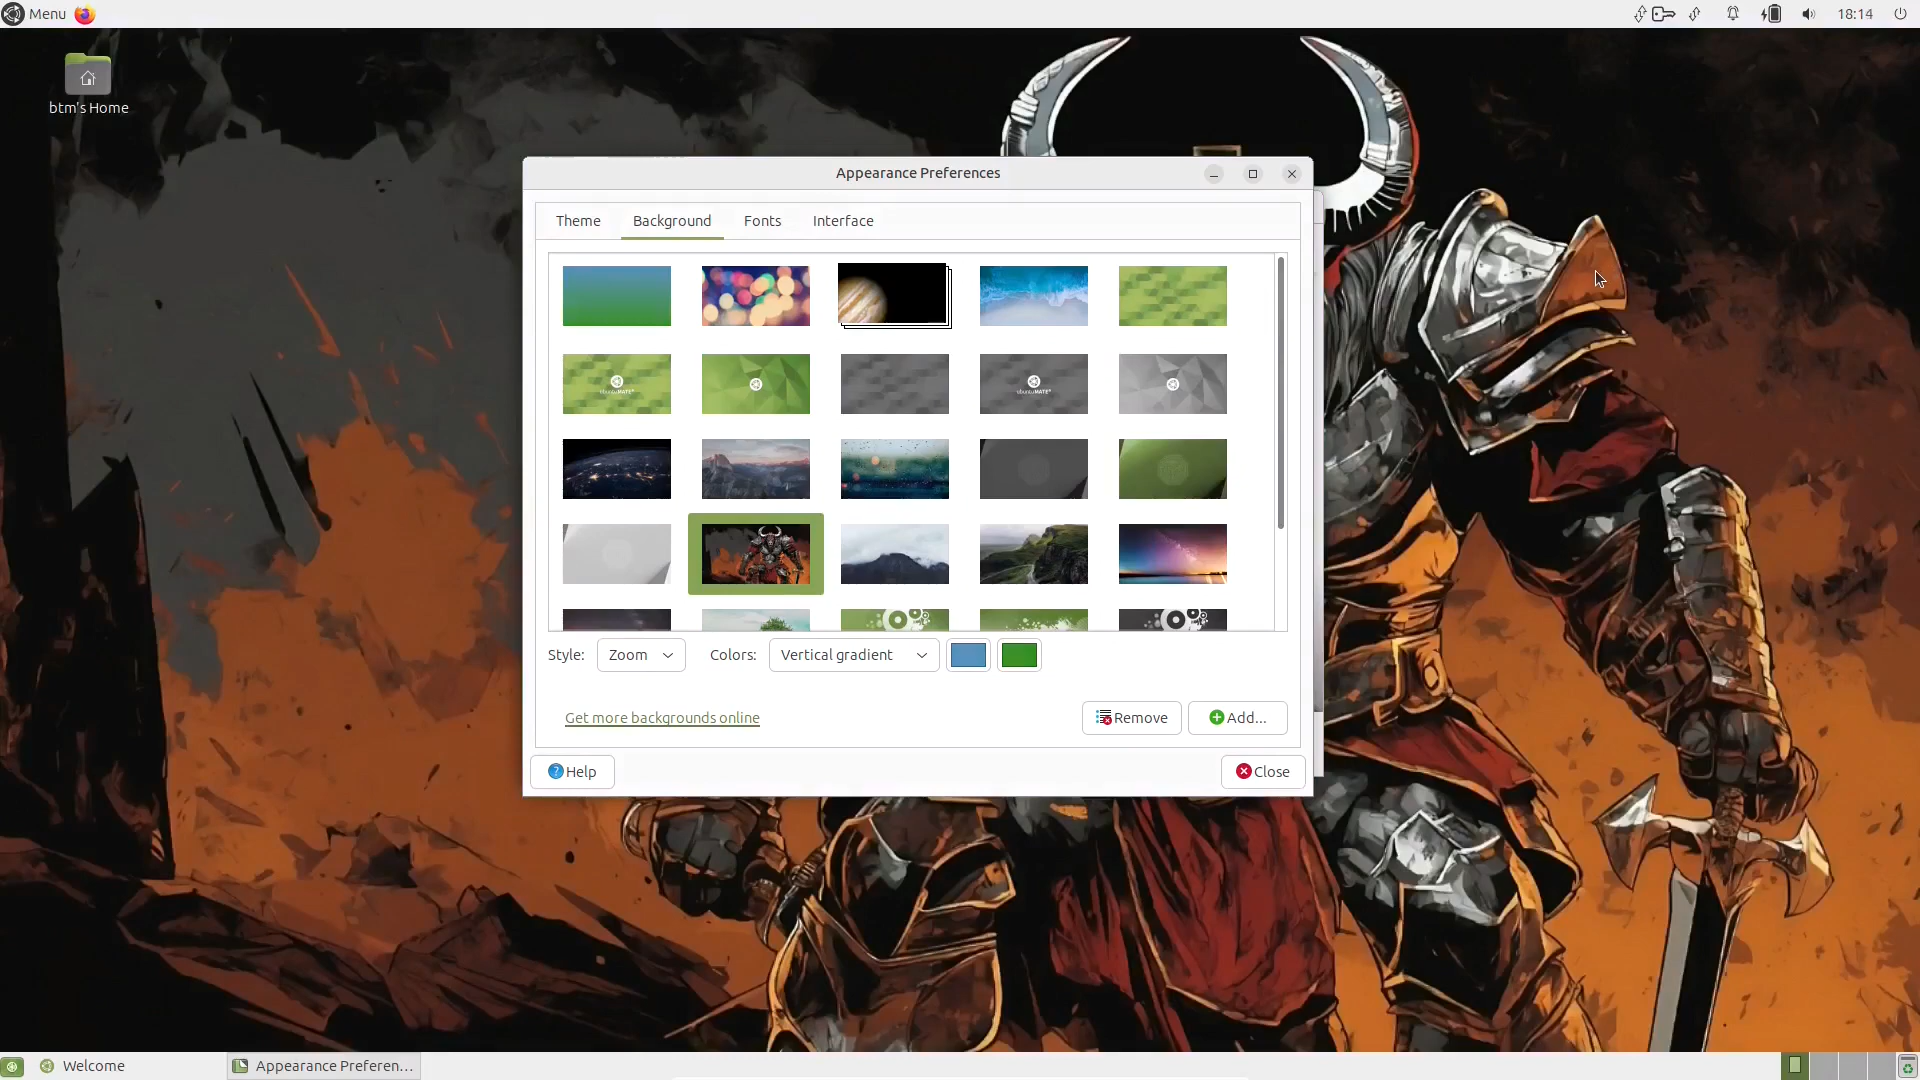 Menu
18:14
btm's Home
Appearance Preferences
Theme
Background
Fonts
Interface
Style:
Zoom
Colors:
Vertical gradient
Get more backgrounds online
Remove
Add...
Help
Close
Welcome
Appearance Preferen...